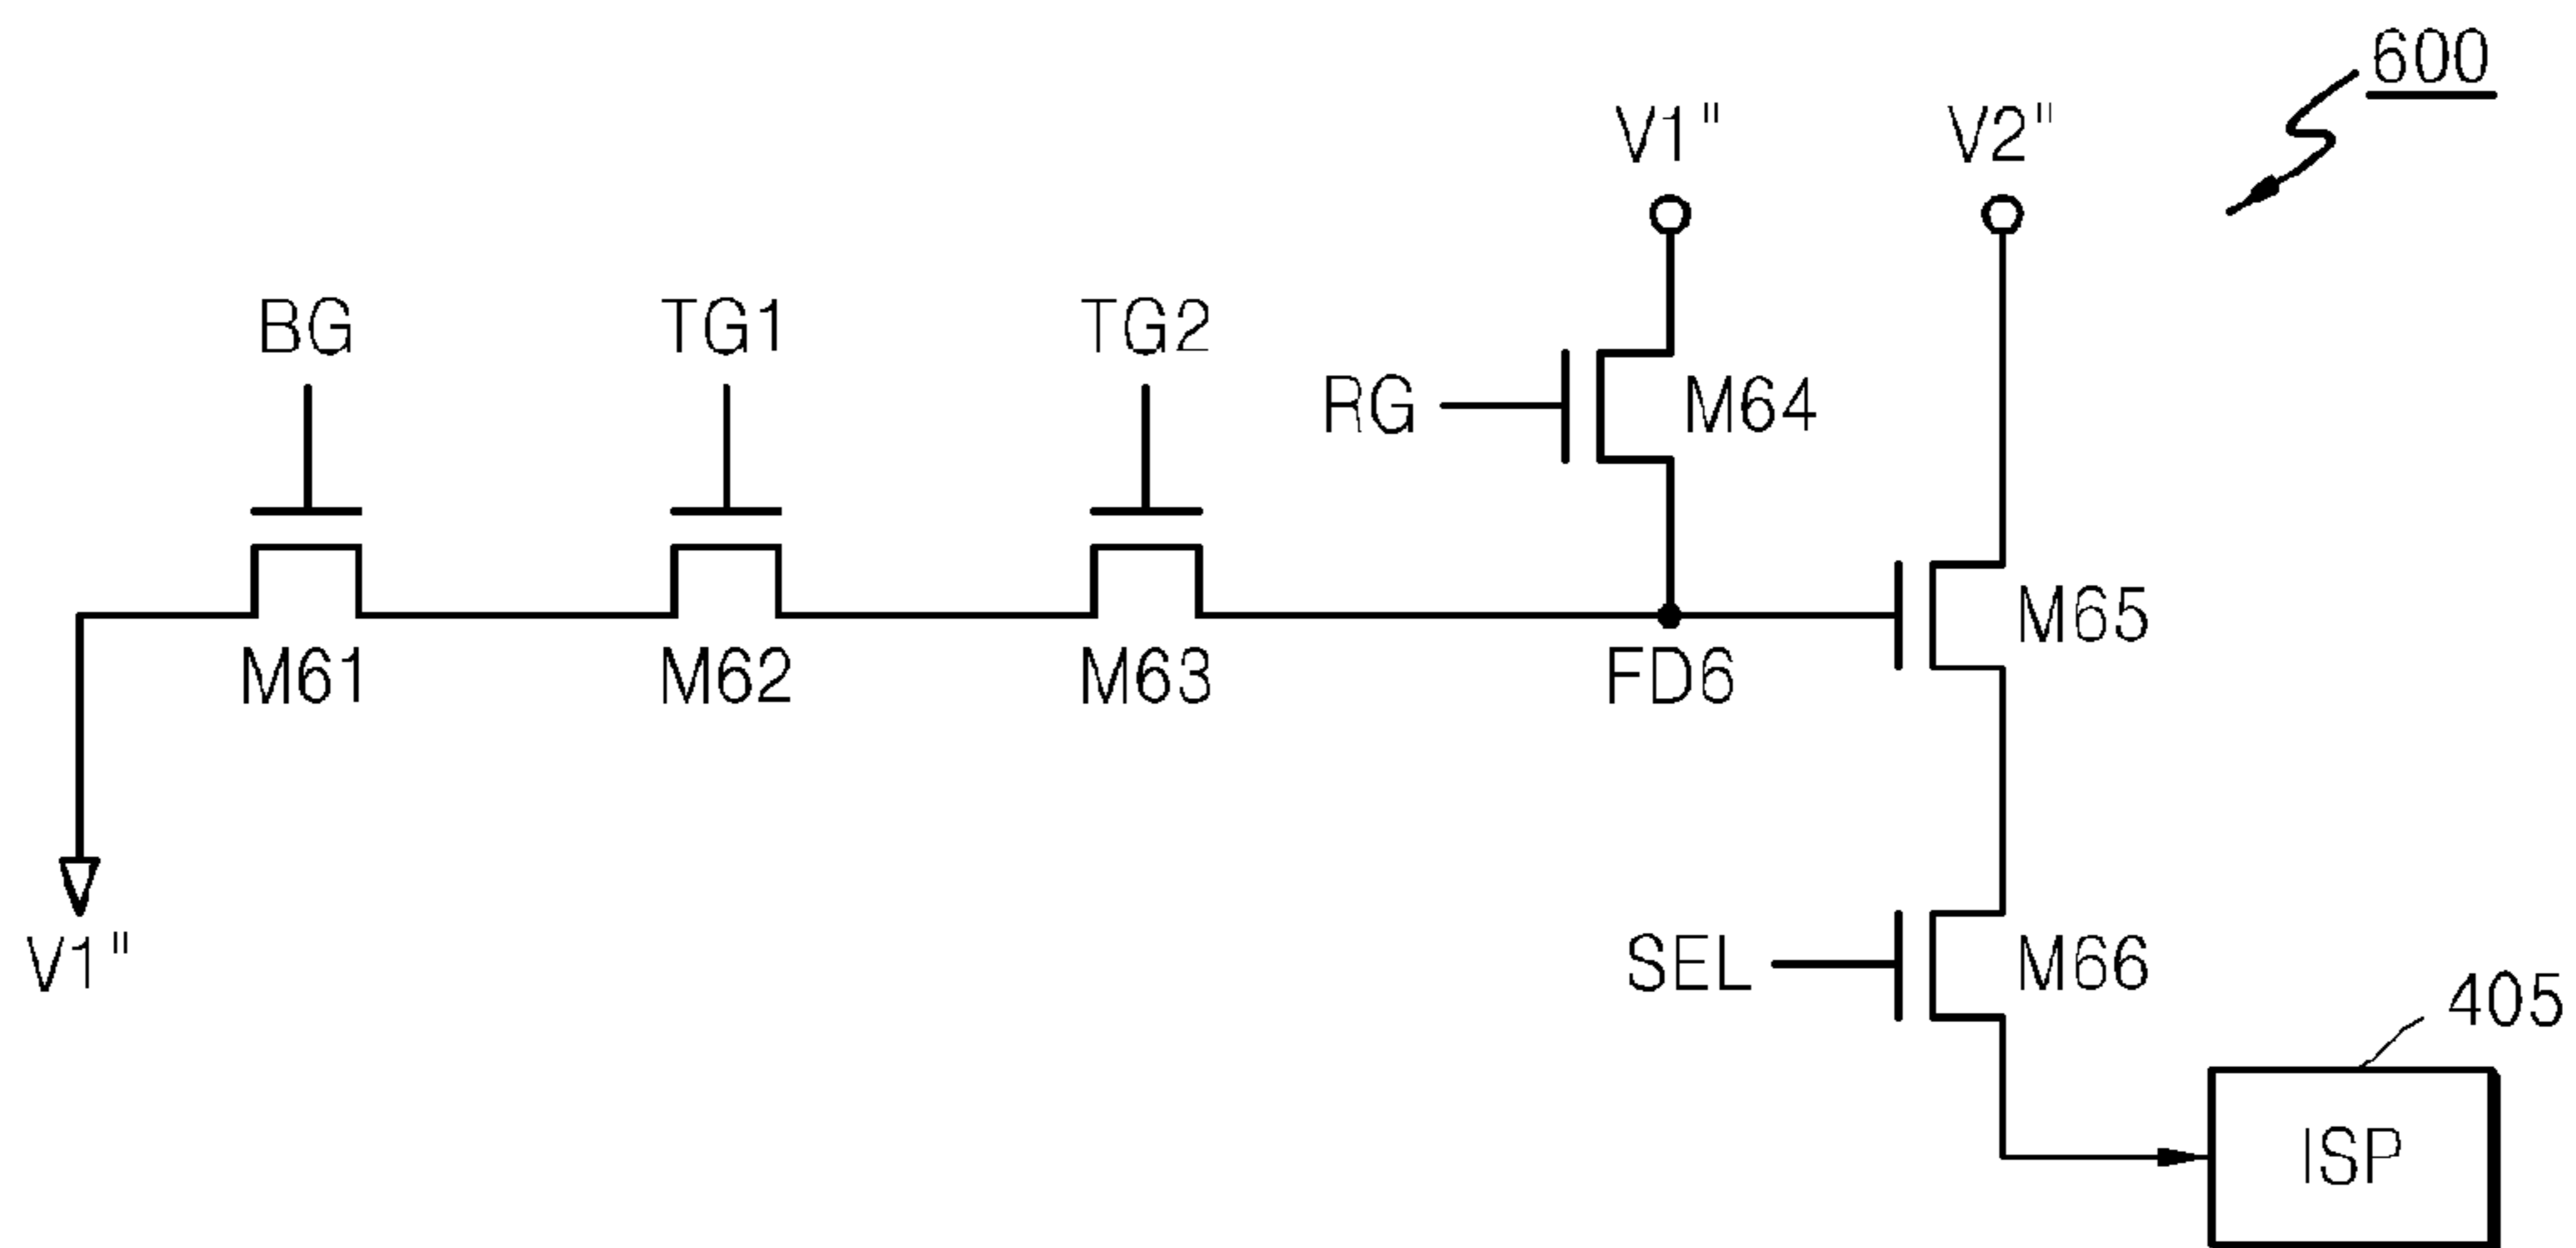 600
V1" V2"
BG TG1 TG2
RG M64
M65
M61 M62 M63 FD6
V1" SEL M66
405
ISP